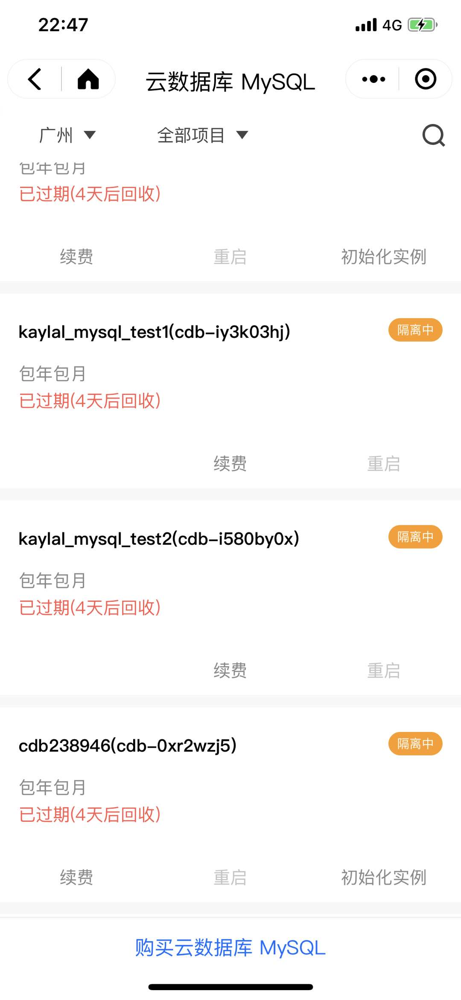 22:47
4G
云数据库 MySQL
广州
全部项目
包年包月
已过期(4天后回收)
续费
重启
初始化实例
kaylal_mysql_test1(cdb-iy3k03hj)
隔离中
包年包月
已过期(4天后回收)
续费
重启
kaylal_mysql_test2(cdb-i580by0x)
隔离中
包年包月
已过期(4天后回收)
续费
重启
cdb238946(cdb-0xr2wzj5)
隔离中
包年包月
已过期(4天后回收)
续费
重启
初始化实例
购买云数据库 MySQL